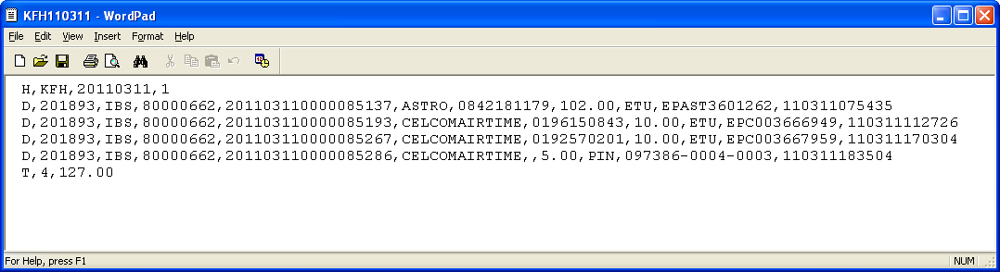 KFH110311 - WordPad
File Edit View Insert Format Help
H,KFH,20110311,1
D,201893,IBS,80000662,201103110000085137,ASTRO,0842181179,102.00,ETU,EPAST3601262,110311075435
D,201893,IBS,80000662,201103110000085193,CELCOMAIRTIME,0196150843,10.00,ETU,EPC003666949,110311112726
D,201893,IBS,80000662,201103110000085267,CELCOMAIRTIME,0192570201,10.00,ETU,EPC003667959,110311170304
D,201893,IBS,80000662,201103110000085286,CELCOMAIRTIME,,5.00,PIN,097386-0004-0003,110311183504
T,4,127.00
For Help, press F1 NUM